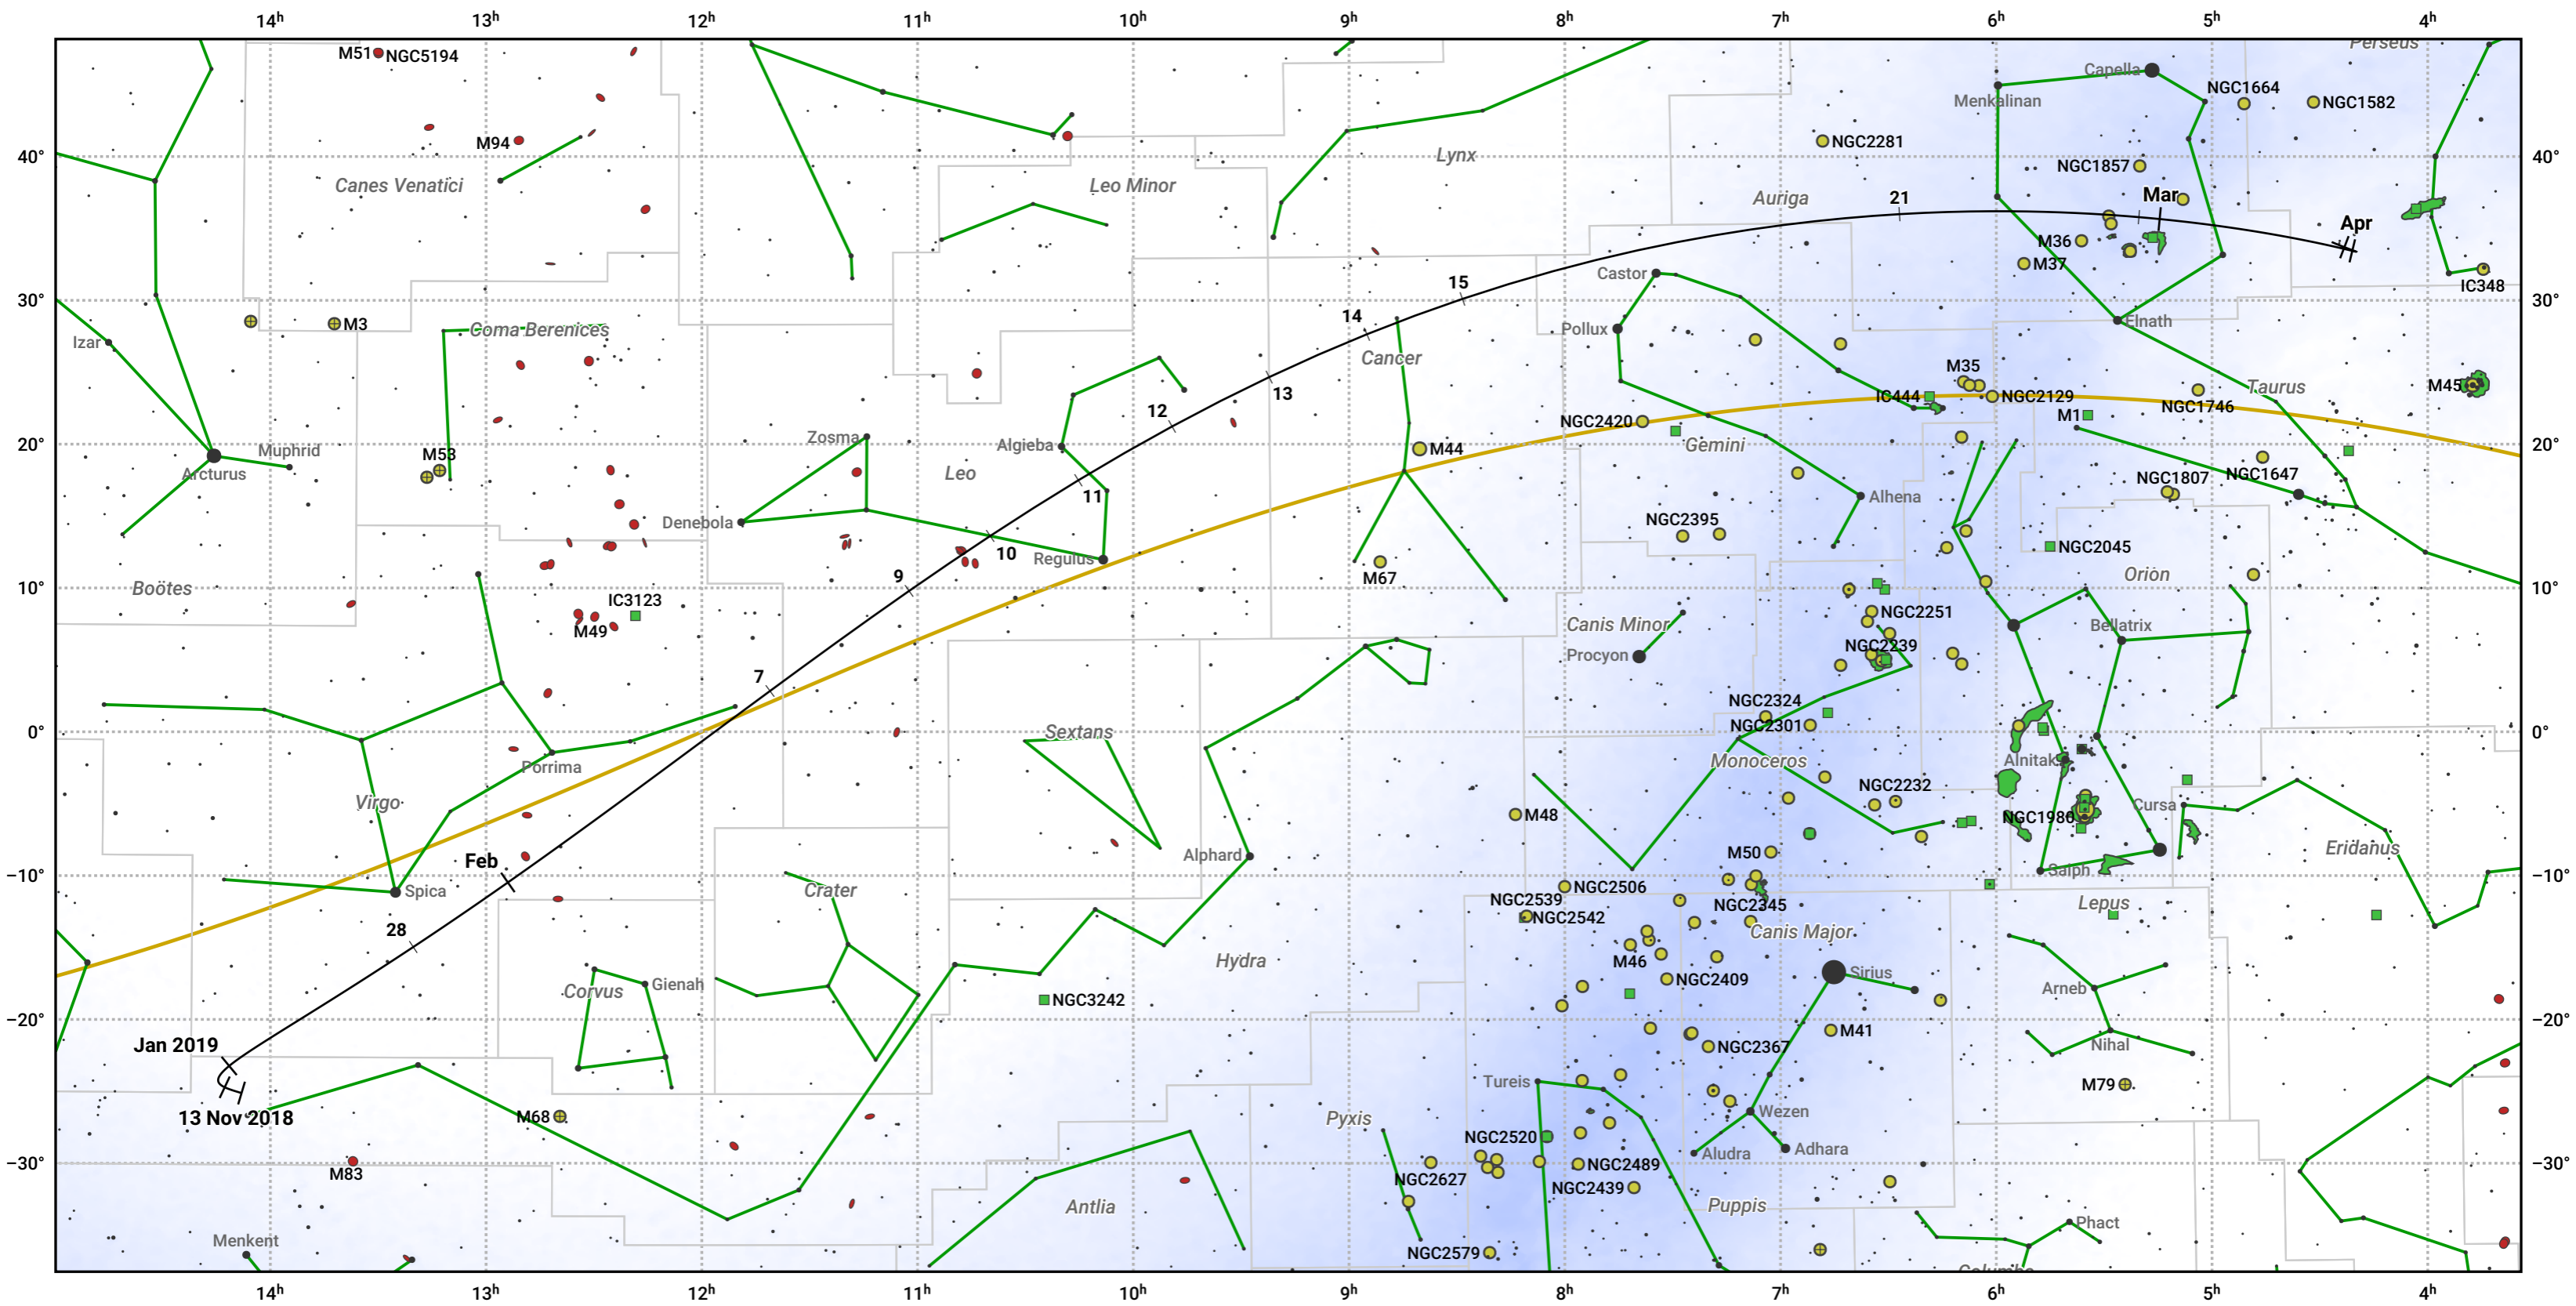 14h 13h 12h 11h 10h 9h 8h 7h 6h 5h 4h
M51 NGC5194
Perseus
Capella
NGC1664
NGC1582
Menkalinan
M94
NGC2281
40°
Canes Venatici
Leo Minor
Lynx
NGC1857
40°
Auriga
21
Mar
Apr
M36
M37
Castor
15
IC348
30°
30°
M3
14
Pollux
Elnath
Izar
Coma Berenices
Cancer
M35
13
IC444
NGC2129
Taurus
M45
12
NGC2420
NGC1746
M1
20°
Zosma
Algieba
M44
Gemini
20°
Muphrid
M53
Arcturus
Leo
NGC1807
NGC1647
11
Alhena
Denebola
NGC2395
10
Regulus
NGC2045
M67
Orion
Boötes
9
10°
10°
IC3123
NGC2251
M49
Canis Minor
Bellatrix
Procyon
NGC2239
7
NGC2324
NGC2301
0°
Sextans
0°
Porrima
Monoceros
Alnitak
NGC2232
Virgo
Cursa
M48
NGC1980
Feb
Alphard
M50
Eridanus
−10°
Spica
Crater
NGC2506
Saiph
−10°
NGC2539
NGC2542
NGC2345
Lepus
28
Canis Major
Hydra
M46
Sirius
Corvus
Gienah
NGC2409
Arneb
NGC3242
−20°
−20°
Jan 2019
M41
NGC2367
Nihal
Tureis
M79
13 Nov 2018
M68
Pyxis
Wezen
NGC2520
Aludra
Adhara
−30°
M83
NGC2627
NGC2489
−30°
NGC2439
Antlia
Puppis
Menkent
Phact
NGC2579
Columba
14h 13h 12h 11h 10h 9h 8h 7h 6h 5h 4h